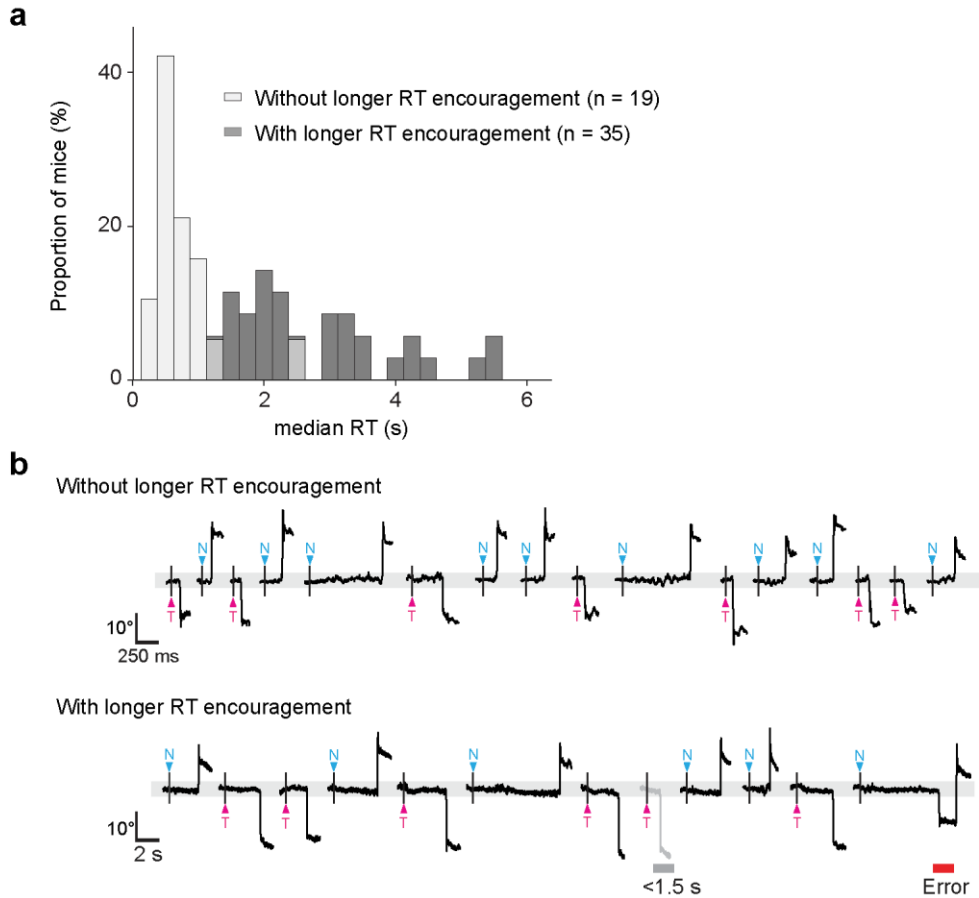 a
Proportion of mice (%)
40
20
0
Without longer RT encouragement (n = 19)
With longer RT encouragement (n = 35)
0 2 4 6
median RT (s)
b
Without longer RT encouragement
N N N N N N N N N N N
T T T T T T T
10°
250 ms
With longer RT encouragement
N N N N N N
T T T T T T
10°
2 s
<1.5 s
Error